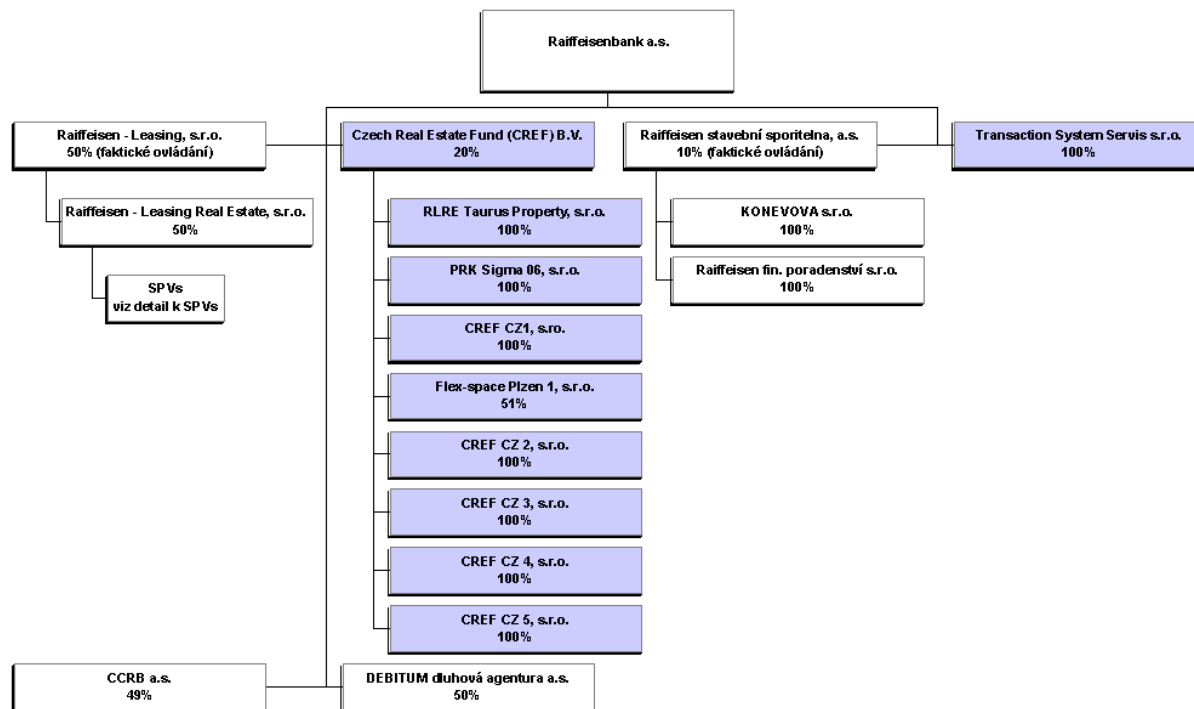 Raiffeisenbank a.s.
Raiffeisen - Leasing, s.r.o.
50% (faktické ovládání)
Czech Real Estate Fund (CREF) B.V.
20%
Raiffeisen stavební sporitelna, a.s.
10% (faktické ovládání)
Transaction System Servis s.r.o.
100%
Raiffeisen - Leasing Real Estate, s.r.o.
50%
SPVs
viz detail k SPVs
RLRE Taurus Property, s.r.o.
100%
PRK Sigma 06, s.r.o.
100%
CREF CZ1, s.ro.
100%
Flex-space Plzen 1, s.r.o.
51%
CREF CZ 2, s.r.o.
100%
CREF CZ 3, s.r.o.
100%
CREF CZ 4, s.r.o.
100%
CREF CZ 5, s.r.o.
100%
KONEVOVA s.r.o.
100%
Raiffeisen fin. poradenství s.r.o.
100%
CCRB a.s.
49%
DEBITUM dluhová agentura a.s.
50%